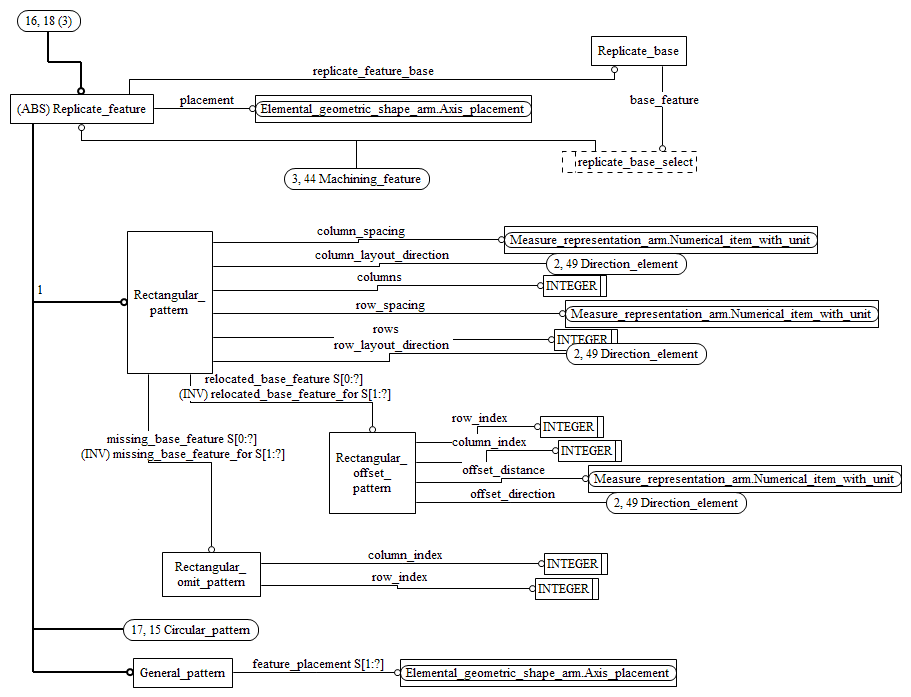 16, 18 (3)
Replicate_base
replicate_feature_base
placement
(ABS) Replicate_feature
Elemental_geometric_shape_arm.Axis_placement
base_feature
replicate_base_select
3, 44 Machining_feature
column_spacing
Measure_representation_arm.Numerical_item_with_unit
column_layout_direction
2, 49 Direction_element
columns
INTEGER
1
Rectangular_
pattern
row_spacing
Measure_representation_arm.Numerical_item_with_unit
rows
INTEGER
row_layout_direction
2, 49 Direction_element
relocated_base_feature S[0:?]
(INV) relocated_base_feature_for S[1:?]
missing_base_feature S[0:?]
(INV) missing_base_feature_for S[1:?]
row_index
INTEGER
column_index
INTEGER
Rectangular_
offset_
pattern
offset_distance
Measure_representation_arm.Numerical_item_with_unit
offset_direction
2, 49 Direction_element
Rectangular_
omit_pattern
column_index
INTEGER
row_index
INTEGER
17, 15 Circular_pattern
General_pattern
feature_placement S[1:?]
Elemental_geometric_shape_arm.Axis_placement